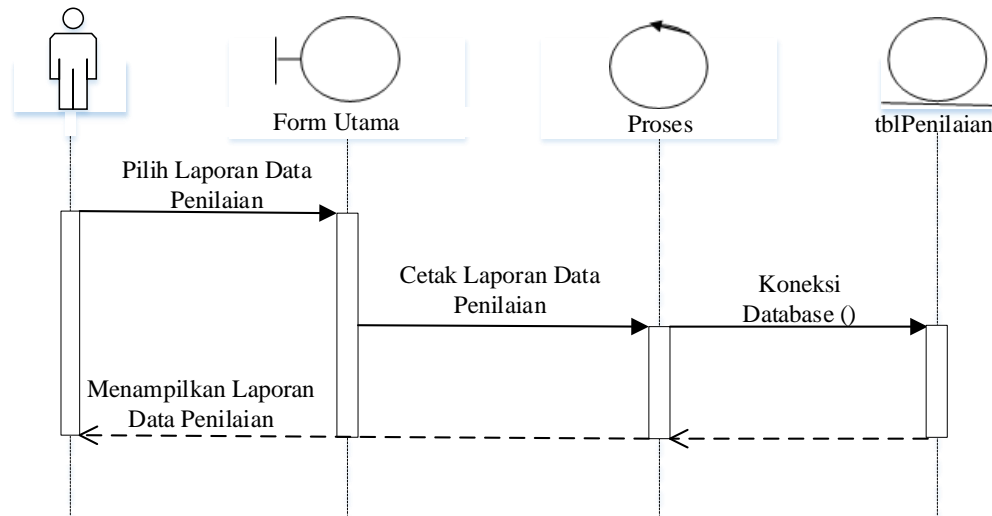 Form Utama
Proses
tblPenilaian
Pilih Laporan Data
Penilaian
Cetak Laporan Data
Penilaian
Koneksi
Database ()
Menampilkan Laporan
Data Penilaian